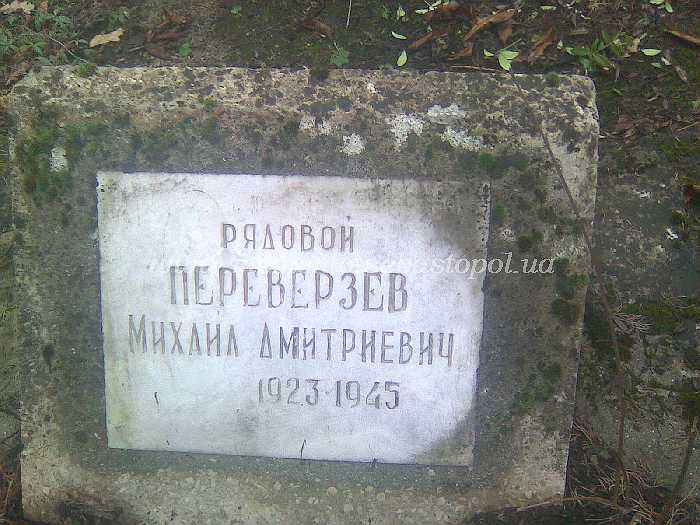 РЯДОВОЙ
ПЕРЕВЕРЗЕВ
МИХАИЛ ДМИТРИЕВИЧ
1923-1945